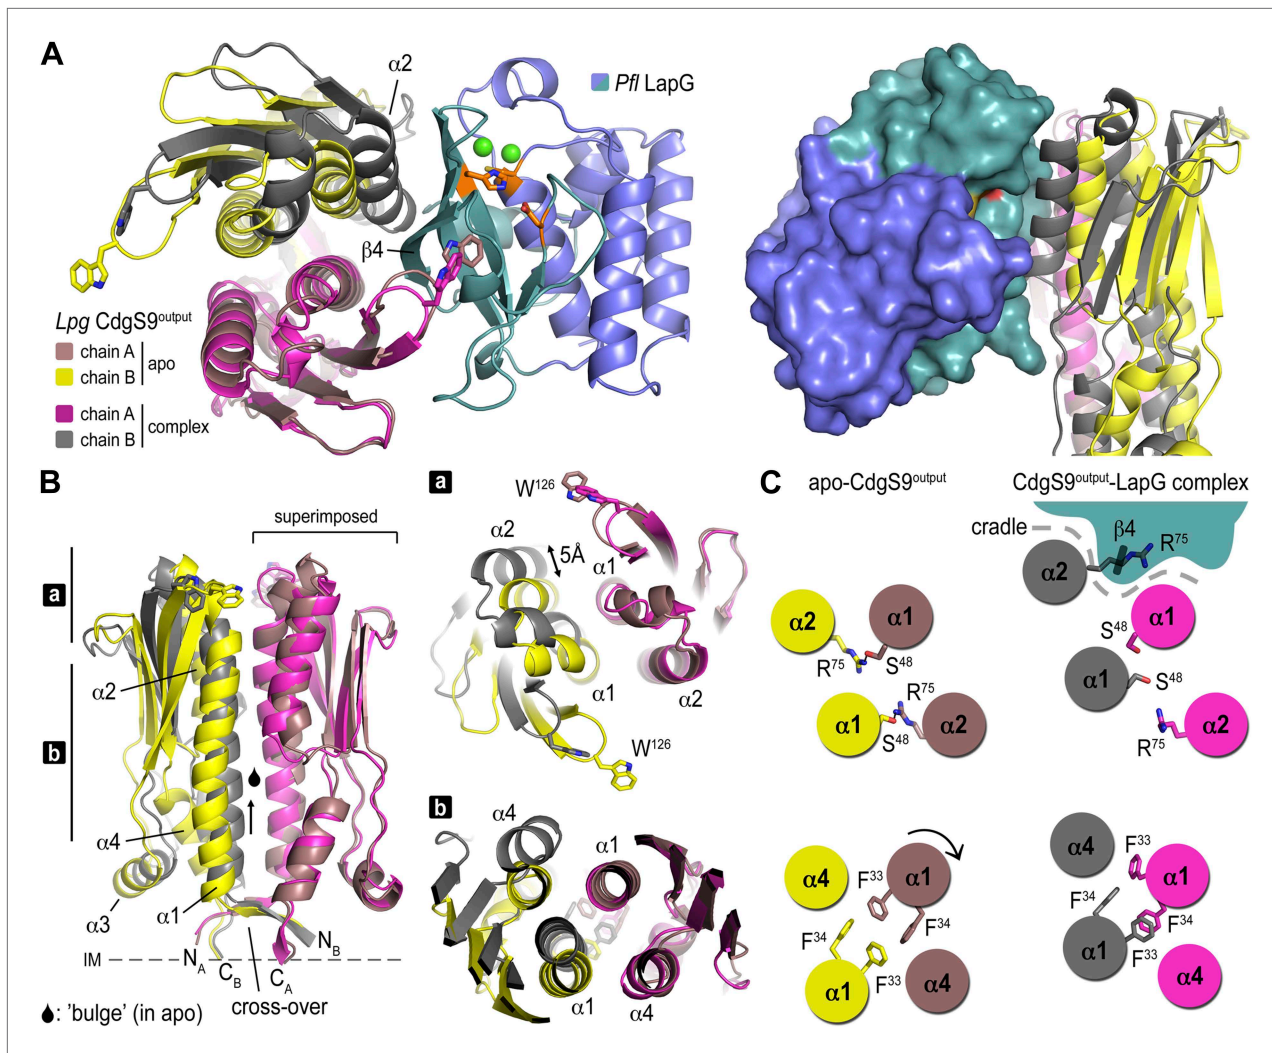 A
α2
Pfl LapG
β4
Lpg CdgS9output
chain A
chain B
apo
chain A
chain B
complex
B
superimposed
a
b
α2
α4
α3
α1
IM
NA
CB
CA
NB
cross-over
: 'bulge' (in apo)
a
W126
α2
5Å
α1
α1
α2
W126
b
α4
α1
α1
α4
C
apo-CdgS9output
CdgS9output-LapG complex
cradle
β4
R75
α2
α2
α1
S48
α1
R75
S48
R75
α1
S48
α1
α2
S48
R75
α2
α4
F33
α1
F34
F34
α1
F33
α4
α4
F33
α1
F34
F34
α1
F33
α4